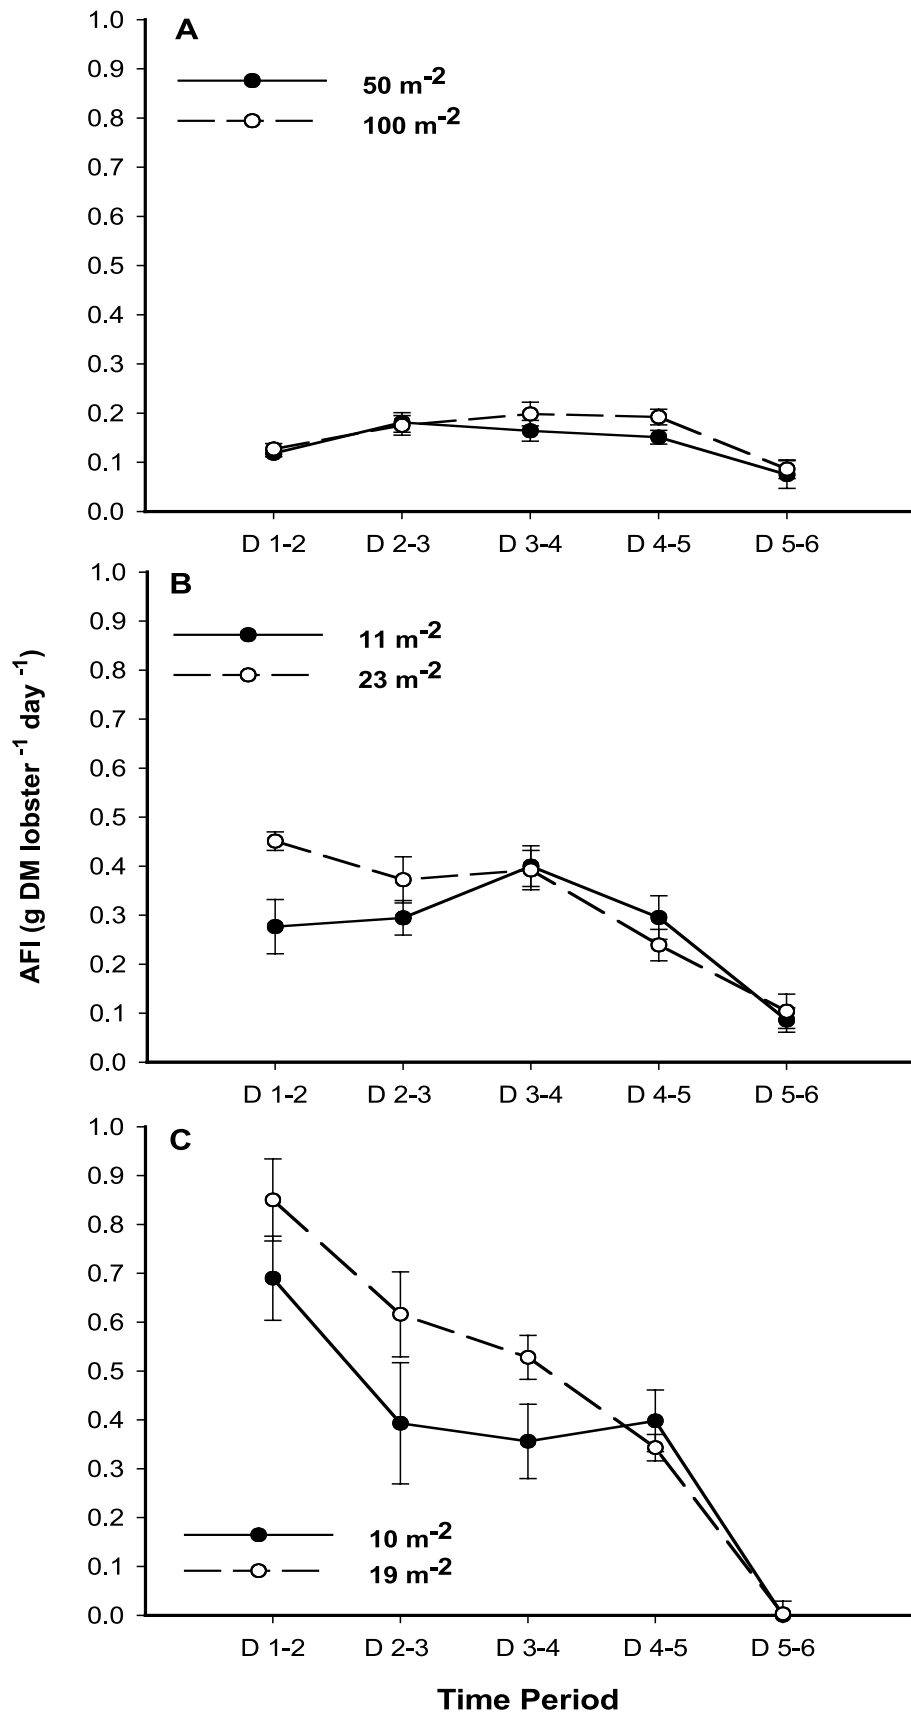 A
50 m⁻²
100 m⁻²
1.0
0.9
0.8
0.7
0.6
0.5
0.4
0.3
0.2
0.1
0.0
D 1-2 D 2-3 D 3-4 D 4-5 D 5-6
B
11 m⁻²
23 m⁻²
1.0
0.9
0.8
0.7
0.6
0.5
0.4
0.3
0.2
0.1
0.0
D 1-2 D 2-3 D 3-4 D 4-5 D 5-6
AFI (g DM lobster ⁻¹ day ⁻¹)
C
1.0
0.9
0.8
0.7
0.6
0.5
0.4
0.3
0.2
0.1
0.0
10 m⁻²
19 m⁻²
D 1-2 D 2-3 D 3-4 D 4-5 D 5-6
Time Period